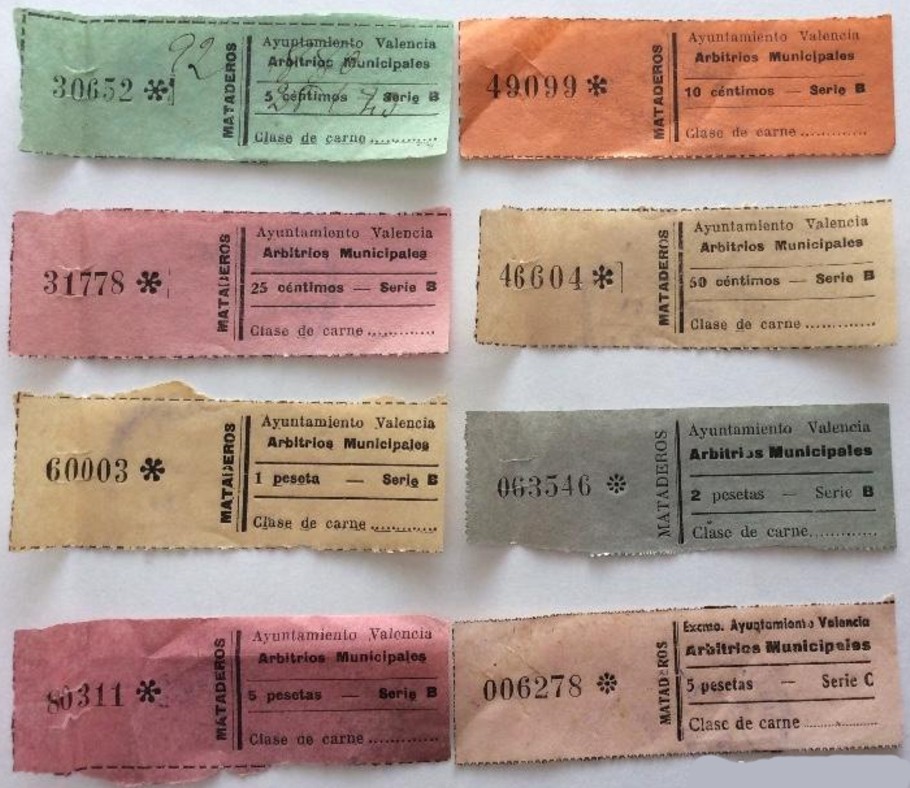 30652 * 92
MATADEROS
Ayuntamiento Valencia
Arbitrios Municipales
5 céntimos — Serie B
Clase de carne ............
49099 *
MATADEROS
Ayuntamiento Valencia
Arbitrios Municipales
10 céntimos — Serie B
Clase de carne ............
31778 *
MATADEROS
Ayuntamiento Valencia
Arbitrios Municipales
25 céntimos — Serie B
Clase de carne ............
46604 *
MATADEROS
Ayuntamiento Valencia
Arbitrios Municipales
50 céntimos — Serie B
Clase de carne ............
60003 *
MATADEROS
Ayuntamiento Valencia
Arbitrios Municipales
1 peseta — Serie B
Clase de carne ............
063546 *
MATADEROS
Ayuntamiento Valencia
Arbitrios Municipales
2 pesetas — Serie B
Clase de carne ............
80311 *
MATADEROS
Ayuntamiento Valencia
Arbitrios Municipales
5 pesetas — Serie B
Clase de carne ............
006278 *
MATADEROS
Excmo. Ayuntamiento Valencia
Arbitrios Municipales
5 pesetas — Serie C
Clase de carne ............